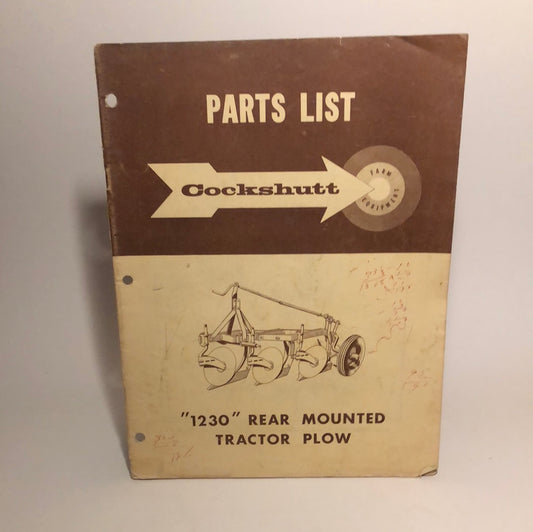 PARTS LIST
Cockshutt
FARM
EQUIPMENT
"1230" REAR MOUNTED
TRACTOR PLOW